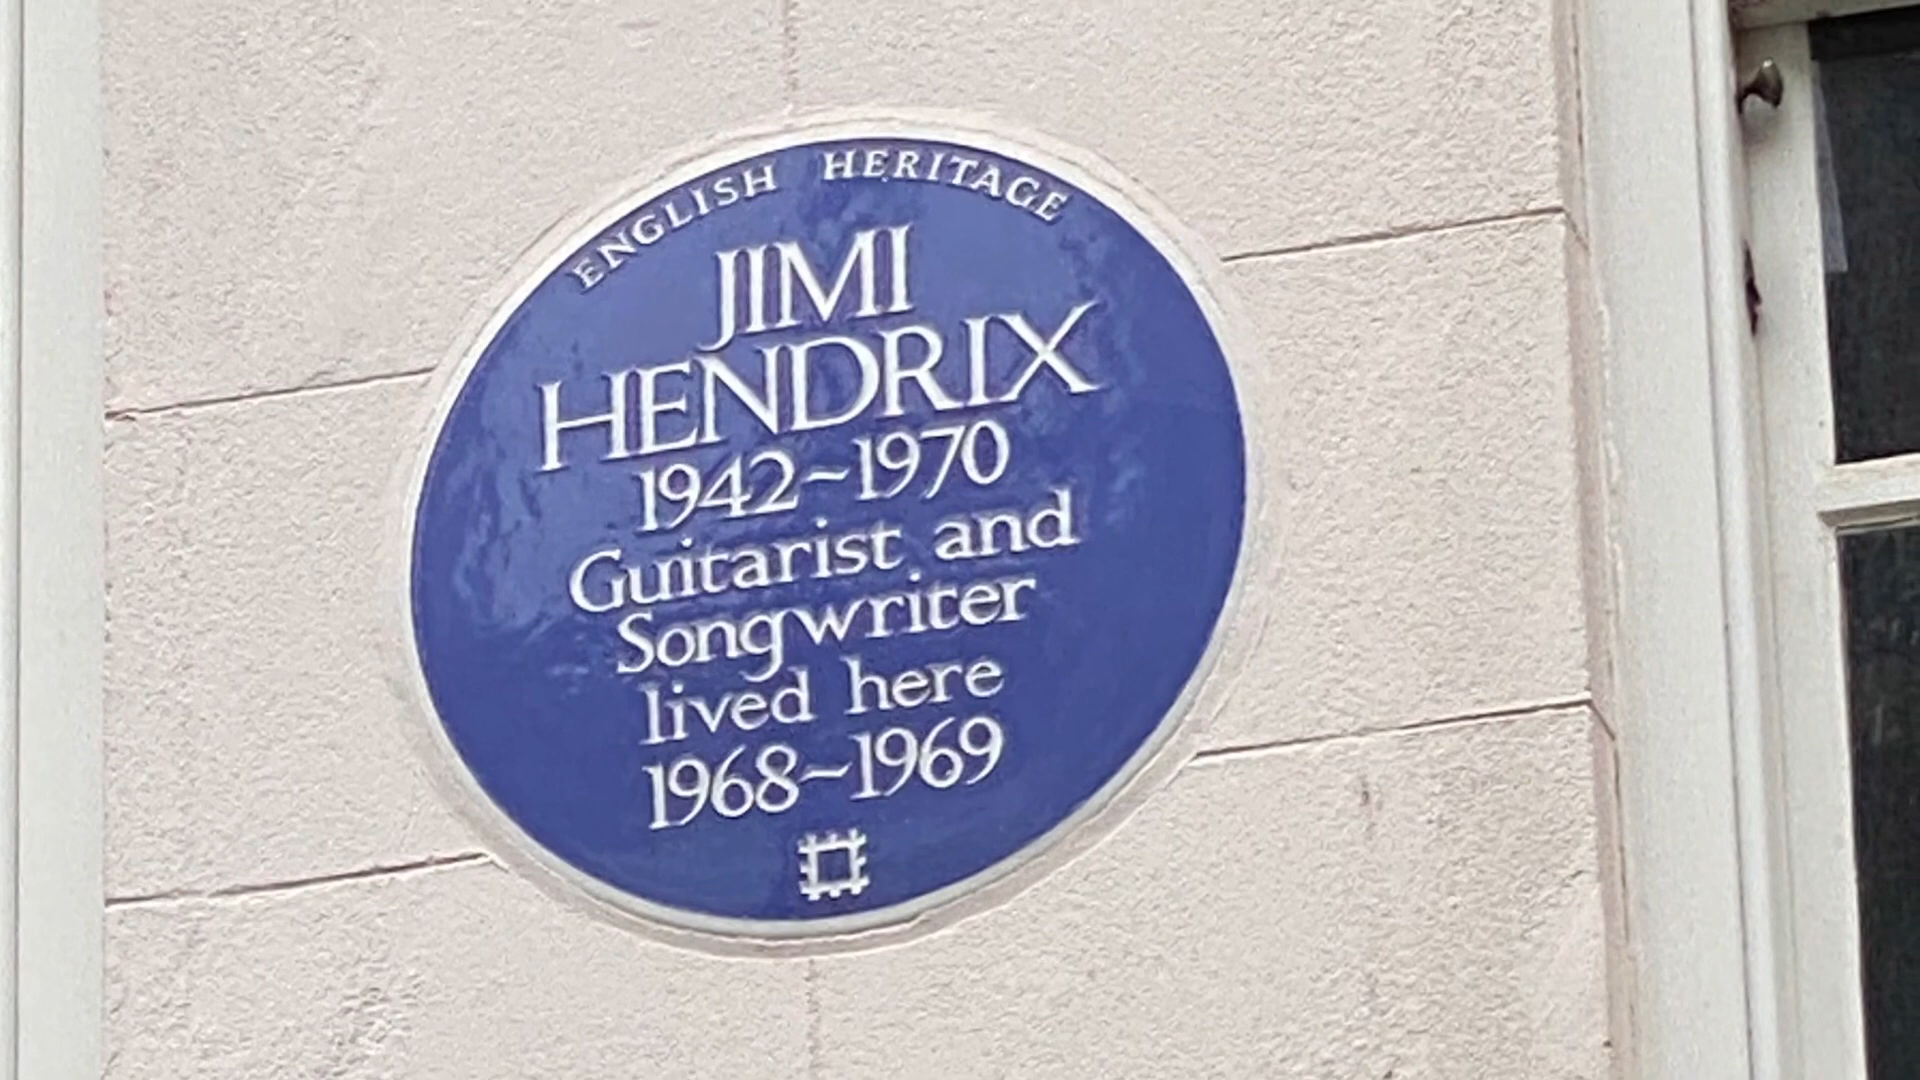 ENGLISH HERITAGE
JIMI
HENDRIX
1942~1970
Guitarist and
Songwriter
lived here
1968~1969